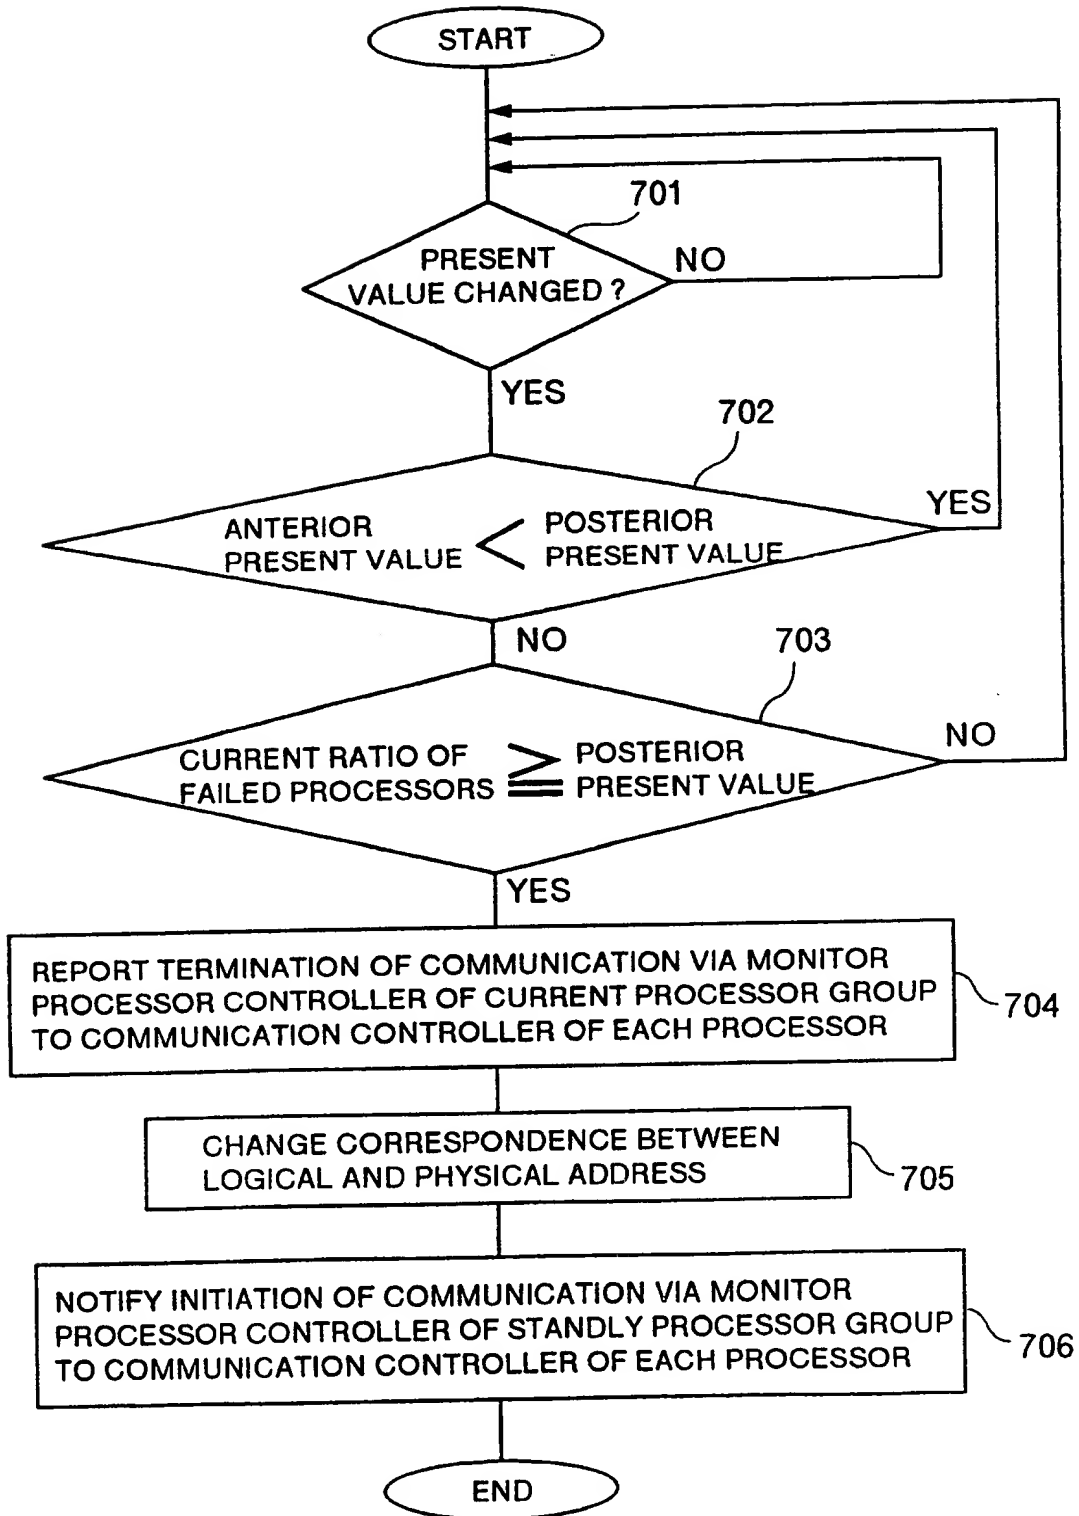 START
701
PRESENT
VALUE CHANGED ?
NO
YES
702
ANTERIOR
PRESENT VALUE
<
POSTERIOR
PRESENT VALUE
YES
NO
703
CURRENT RATIO OF
FAILED PROCESSORS
≧
POSTERIOR
PRESENT VALUE
NO
YES
REPORT TERMINATION OF COMMUNICATION VIA MONITOR
PROCESSOR CONTROLLER OF CURRENT PROCESSOR GROUP
TO COMMUNICATION CONTROLLER OF EACH PROCESSOR
704
CHANGE CORRESPONDENCE BETWEEN
LOGICAL AND PHYSICAL ADDRESS
705
NOTIFY INITIATION OF COMMUNICATION VIA MONITOR
PROCESSOR CONTROLLER OF STANDLY PROCESSOR GROUP
TO COMMUNICATION CONTROLLER OF EACH PROCESSOR
706
END